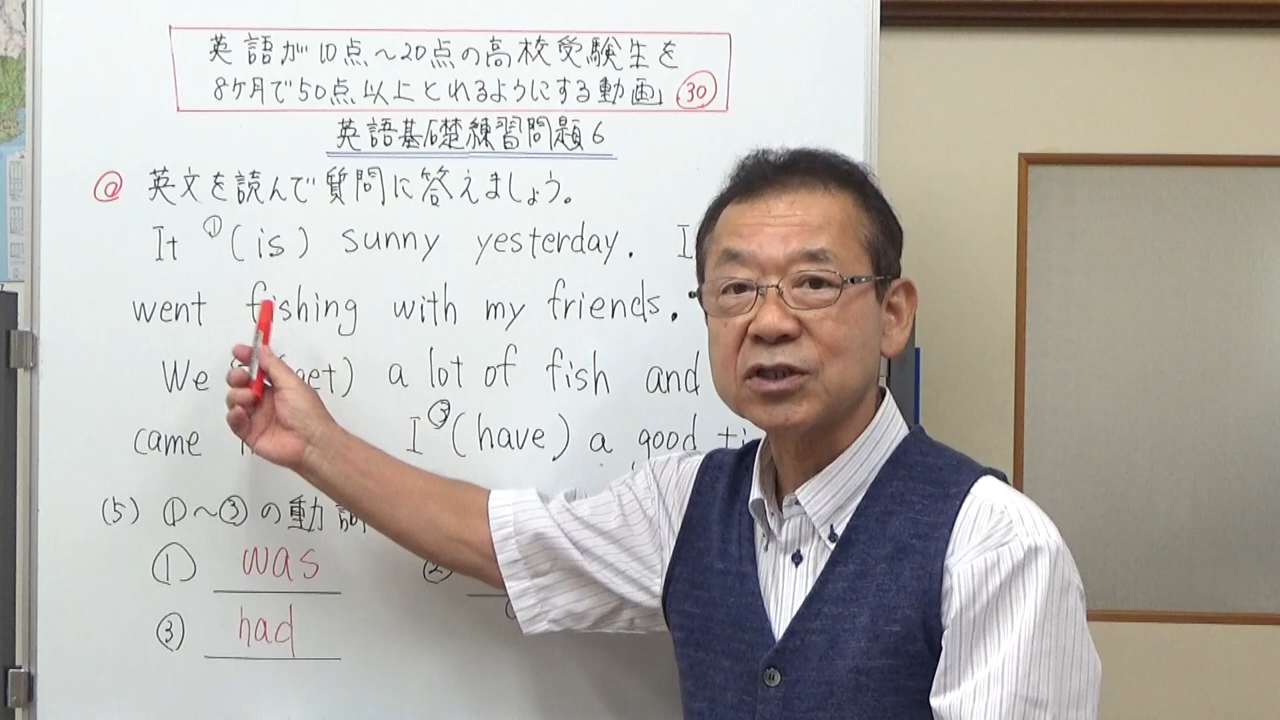 英語が10点～20点の高校受験生を
8ヶ月で50点以上とれるようにする動画」 30
英語基礎練習問題6
@ 英文を読んで質問に答えましょう。
It ①(is) sunny yesterday. I
went fishing with my friends.
We a lot of fish and
came I ③(have) a good
(5) ①～③の動詞
① was ②
③ had